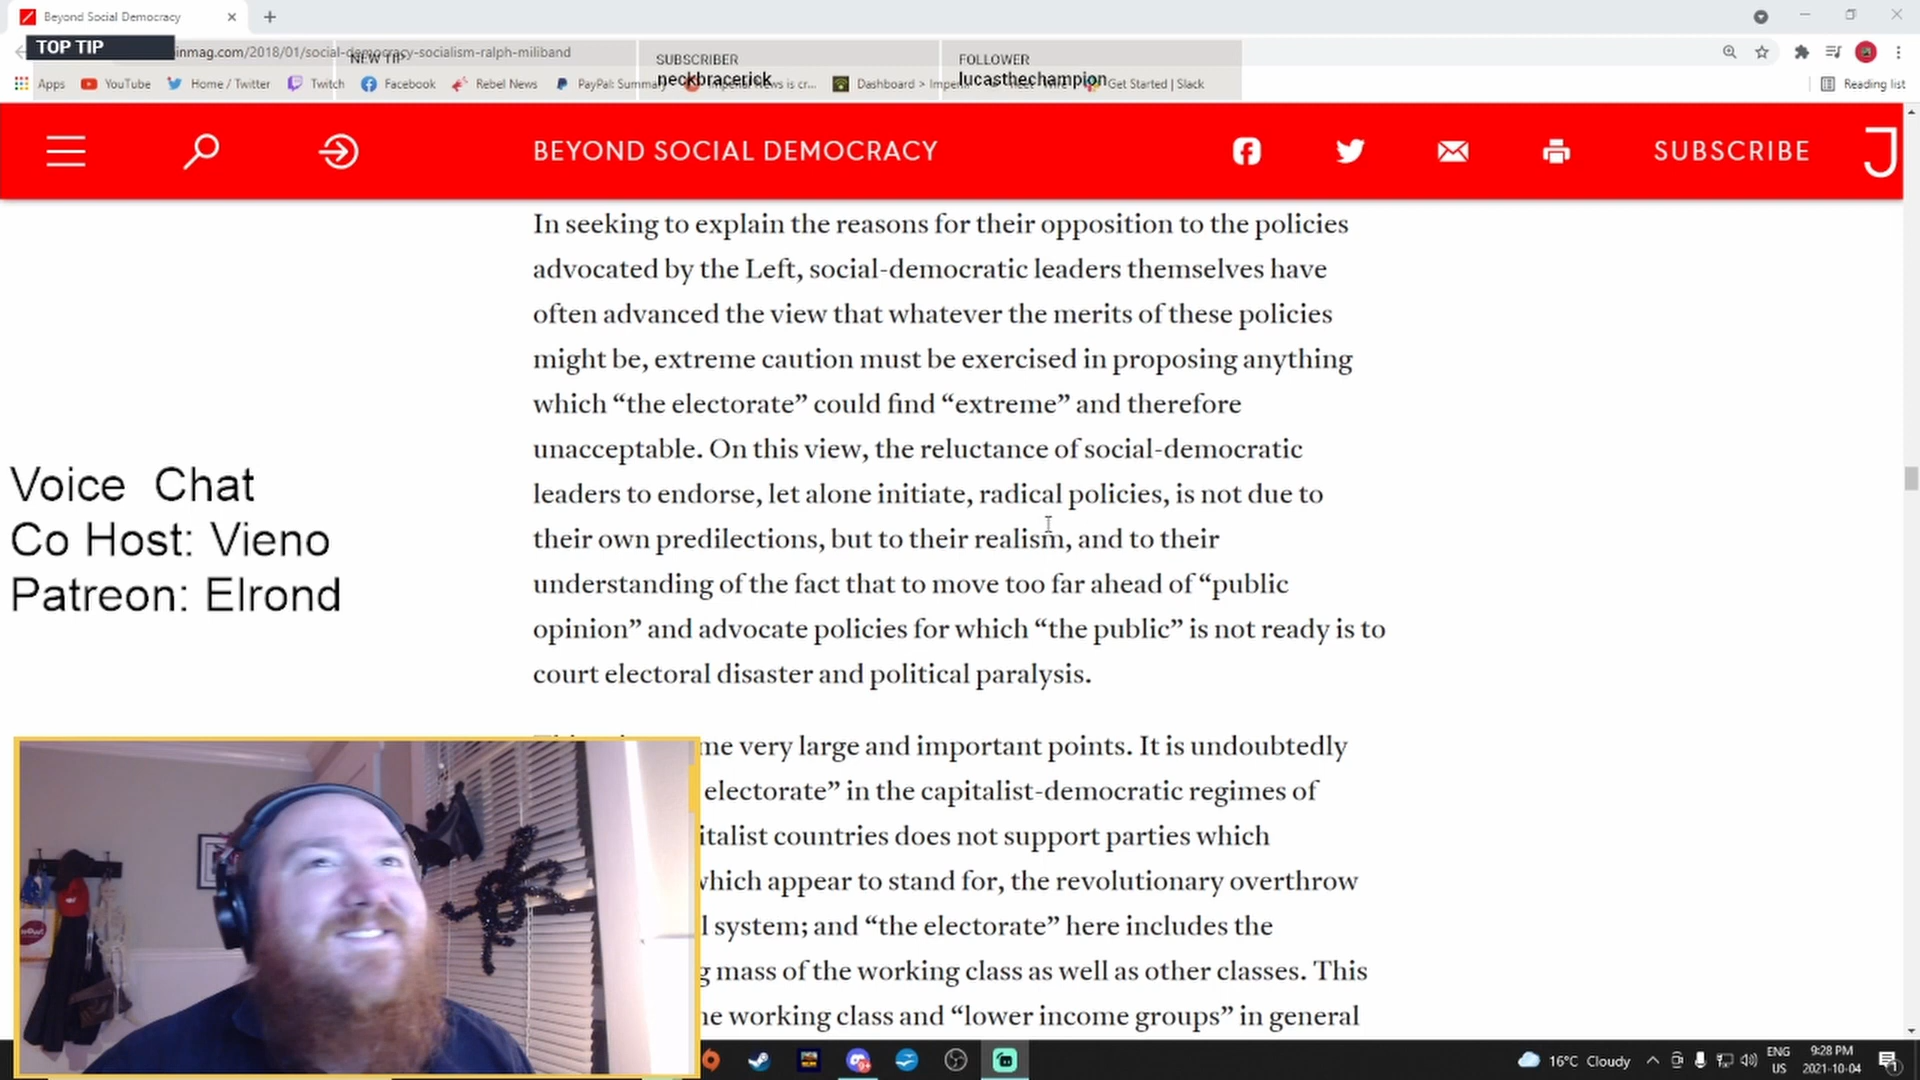 Beyond Social Democracy
TOP TIP
inmag.com/2018/01/social-democracy-socialism-ralph-miliband
NEW TIP
SUBSCRIBER
neckbracerick
FOLLOWER
lucasthechampion
Apps
YouTube
Home / Twitter
Twitch
Facebook
Rebel News
PayPal: Summary
Imperial News is cr...
Dashboard > Imper...
Get Started | Slack
Reading list
BEYOND SOCIAL DEMOCRACY
SUBSCRIBE
J
In seeking to explain the reasons for their opposition to the policies
advocated by the Left, social-democratic leaders themselves have
often advanced the view that whatever the merits of these policies
might be, extreme caution must be exercised in proposing anything
which “the electorate” could find “extreme” and therefore
unacceptable. On this view, the reluctance of social-democratic
leaders to endorse, let alone initiate, radical policies, is not due to
their own predilections, but to their realism, and to their
understanding of the fact that to move too far ahead of “public
opinion” and advocate policies for which “the public” is not ready is to
court electoral disaster and political paralysis.
Voice Chat
Co Host: Vieno
Patreon: Elrond
me very large and important points. It is undoubtedly
electorate” in the capitalist-democratic regimes of
italist countries does not support parties which
which appear to stand for, the revolutionary overthrow
l system; and “the electorate” here includes the
g mass of the working class as well as other classes. This
ne working class and “lower income groups” in general
16°C Cloudy
ENG
US
9:28 PM
2021-10-04